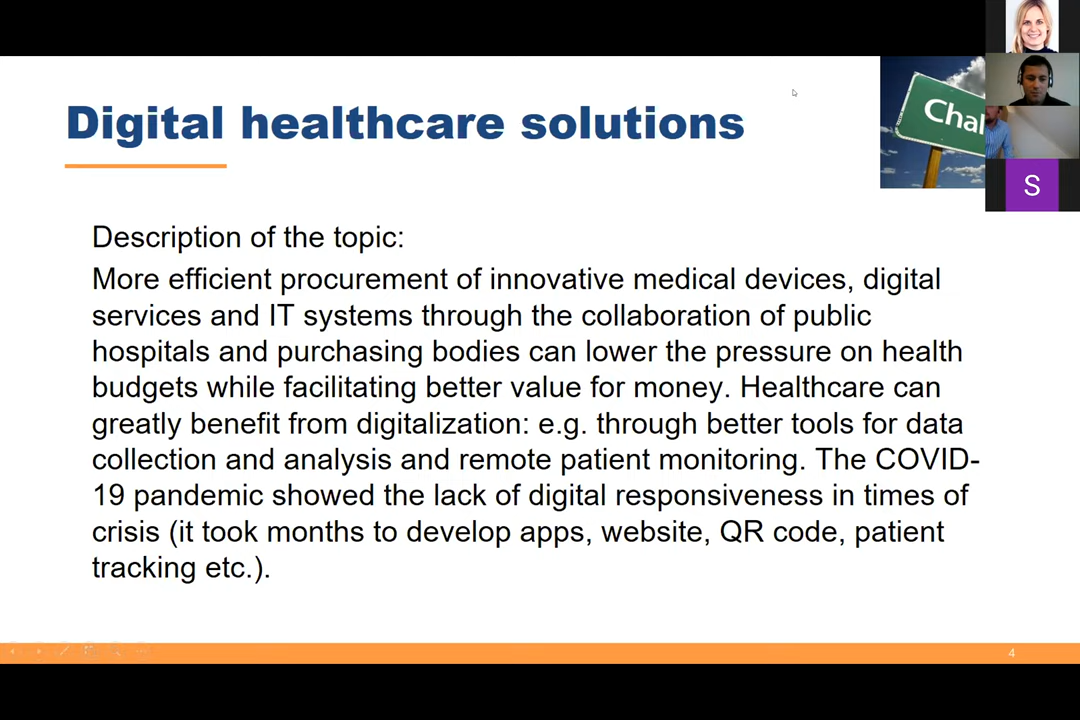 Digital healthcare solutions
Chal
S
Description of the topic:
More efficient procurement of innovative medical devices, digital
services and IT systems through the collaboration of public
hospitals and purchasing bodies can lower the pressure on health
budgets while facilitating better value for money. Healthcare can
greatly benefit from digitalization: e.g. through better tools for data
collection and analysis and remote patient monitoring. The COVID-
19 pandemic showed the lack of digital responsiveness in times of
crisis (it took months to develop apps, website, QR code, patient
tracking etc.).
4